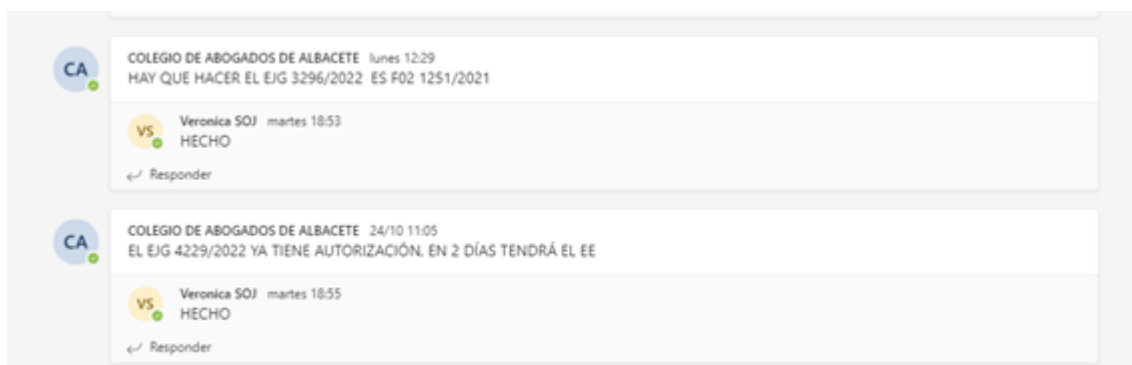 CA
COLEGIO DE ABOGADOS DE ALBACETE lunes 12:29
HAY QUE HACER EL EJG 3296/2022 ES F02 1251/2021
VS
Veronica SOJ martes 18:53
HECHO
Responder
CA
COLEGIO DE ABOGADOS DE ALBACETE 24/10 11:05
EL EJG 4229/2022 YA TIENE AUTORIZACIÓN, EN 2 DÍAS TENDRÁ EL EE
VS
Veronica SOJ martes 18:55
HECHO
Responder